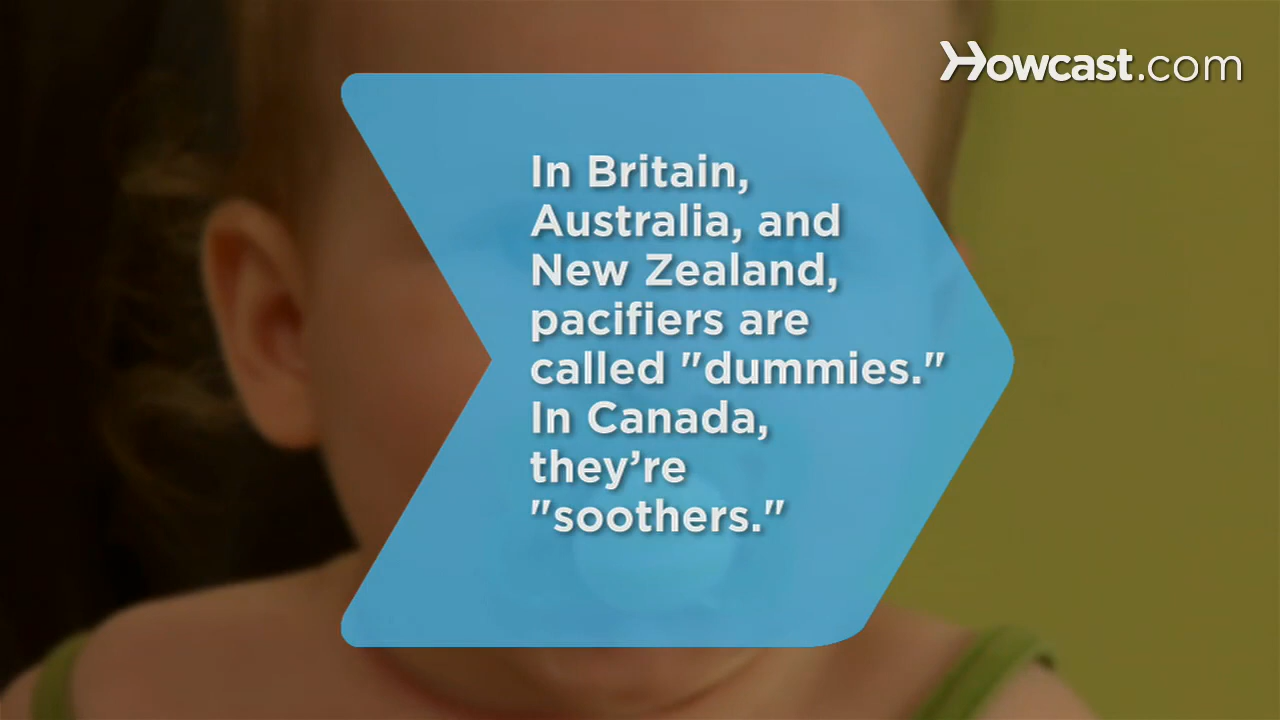 Howcast.com
In Britain,
Australia, and
New Zealand,
pacifiers are
called "dummies."
In Canada,
they’re
"soothers."